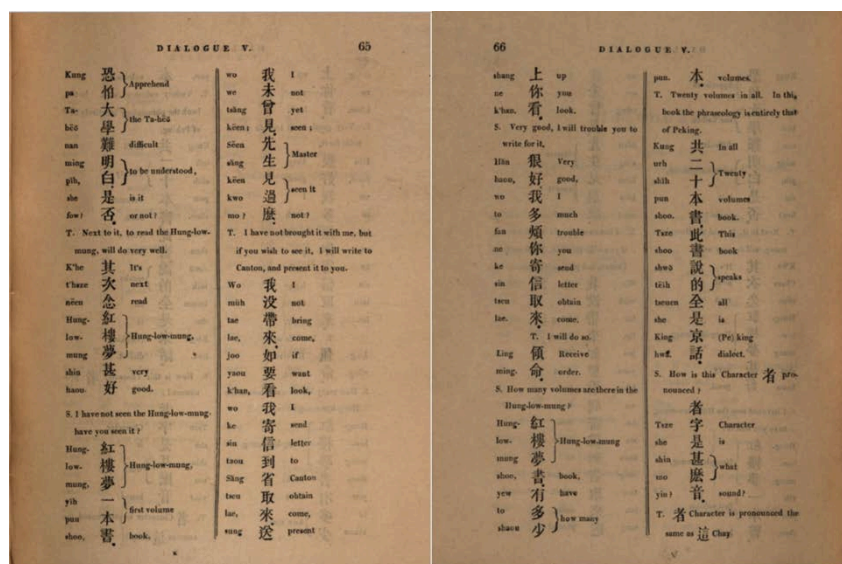 DIALOGUE V. 65
Kung 恐 Apprehend
pa 怕
Ta- 大 the Ta-heŏ
heŏ 學
nan 難 difficult
ming 明 to be understood,
pih, 白
she 是 is it
fow? 否 or not?
T. Next to it, to read the Hung-low-
mung, will do very well.
K'he 其 It's
t'hsze 次 next
nëen 念 read
Hung- 紅 Hung-low-mung,
low- 樓
mung 夢
shin 甚 very
haou 好 good.
S. I have not seen the Hung-low-mung-
have you seen it?
Hung- 紅 Hung-low-mung,
low- 樓
mung, 夢
yih 一 first volume
pun 本
shoo, 書 book,
wo 我 I
we 未 not
tsăng 曾 yet
këen; 見 seen;
Sëen 先 Master
săng 生
këen 見 seen it
kwo 過
mo? 麽 not?
T. I have not brought it with me, but
if you wish to see it, I will write to
Canton, and present it to you.
Wo 我 I
mŭh 没 not
tae 帶 bring
lae, 來 come,
joo 如 if
yaou 要 want
k'han, 看 look,
wo 我 I
ke 寄 send
sin 信 letter
taou 到 to
Săng 省 Canton
tseu 取 obtain
lae, 來 come,
sung 送 present
66 DIALOGUE V.
shang 上 up
ne 你 you
k'han. 看 look.
S. Very good, I will trouble you to
write for it,
Hăn 狠 Very
haou, 好 good,
wo 我 I
to 多 much
fan 煩 trouble
ne 你 you
ke 寄 send
sin 信 letter
tseu 取 obtain
lae. 來 come.
T. I will do so.
Ling 領 Receive
ming. 命 order.
S. How many volumes are there in the
Hung-low-mung?
Hung- 紅 Hung-low-mung
low- 樓
mung 夢
shoo, 書 book,
yew 有 have
to 多 how many
shaou 少
pun. 本 volumes.
T. Twenty volumes in all. In this
book the phraseology is entirely that
of Peking.
Kung 共 In all
urh 二 Twenty
shih 十
pun 本 volumes
shoo. 書 book.
Tsze 此 This
shoo 書 book
shwŏ 說 speaks
teih 的
tseuen 全 all
she 是 is
King 京 (Pe) king
hwa. 話 dialect.
S. How is this Character 者 pro-
nounced?
者
Tsze 字 Character
she 是 is
shin 甚 what
mo 麽
yin? 音 sound?
T. 者 Character is pronounced the
same as 這 Chay.